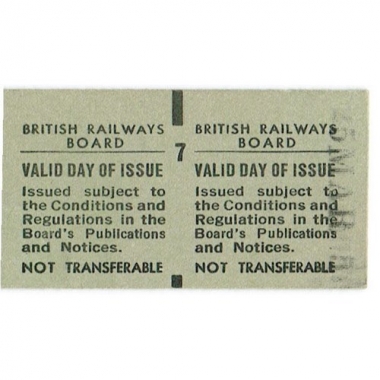 BRITISH RAILWAYS
BOARD
VALID DAY OF ISSUE
Issued subject to
the Conditions and
Regulations in the
Board's Publications
and Notices.
NOT TRANSFERABLE
7
BRITISH RAILWAYS
BOARD
VALID DAY OF ISSUE
Issued subject to
the Conditions and
Regulations in the
Board's Publications
and Notices.
NOT TRANSFERABLE